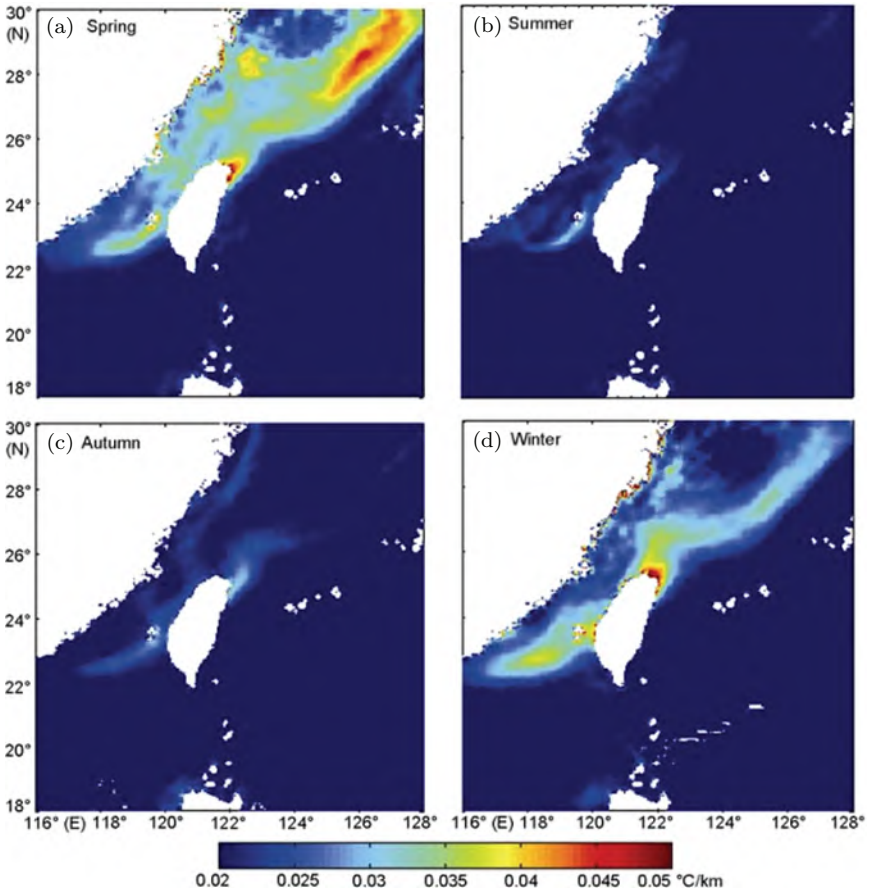 30°
(N)
28°
26°
24°
22°
20°
18°
(a) Spring
(b) Summer
30°
(N)
28°
26°
24°
22°
20°
18°
(c) Autumn
(d) Winter
116° (E) 118° 120° 122° 124° 126° 128°
116° (E) 118° 120° 122° 124° 126° 128°
0.02 0.025 0.03 0.035 0.04 0.045 0.05 °C/km